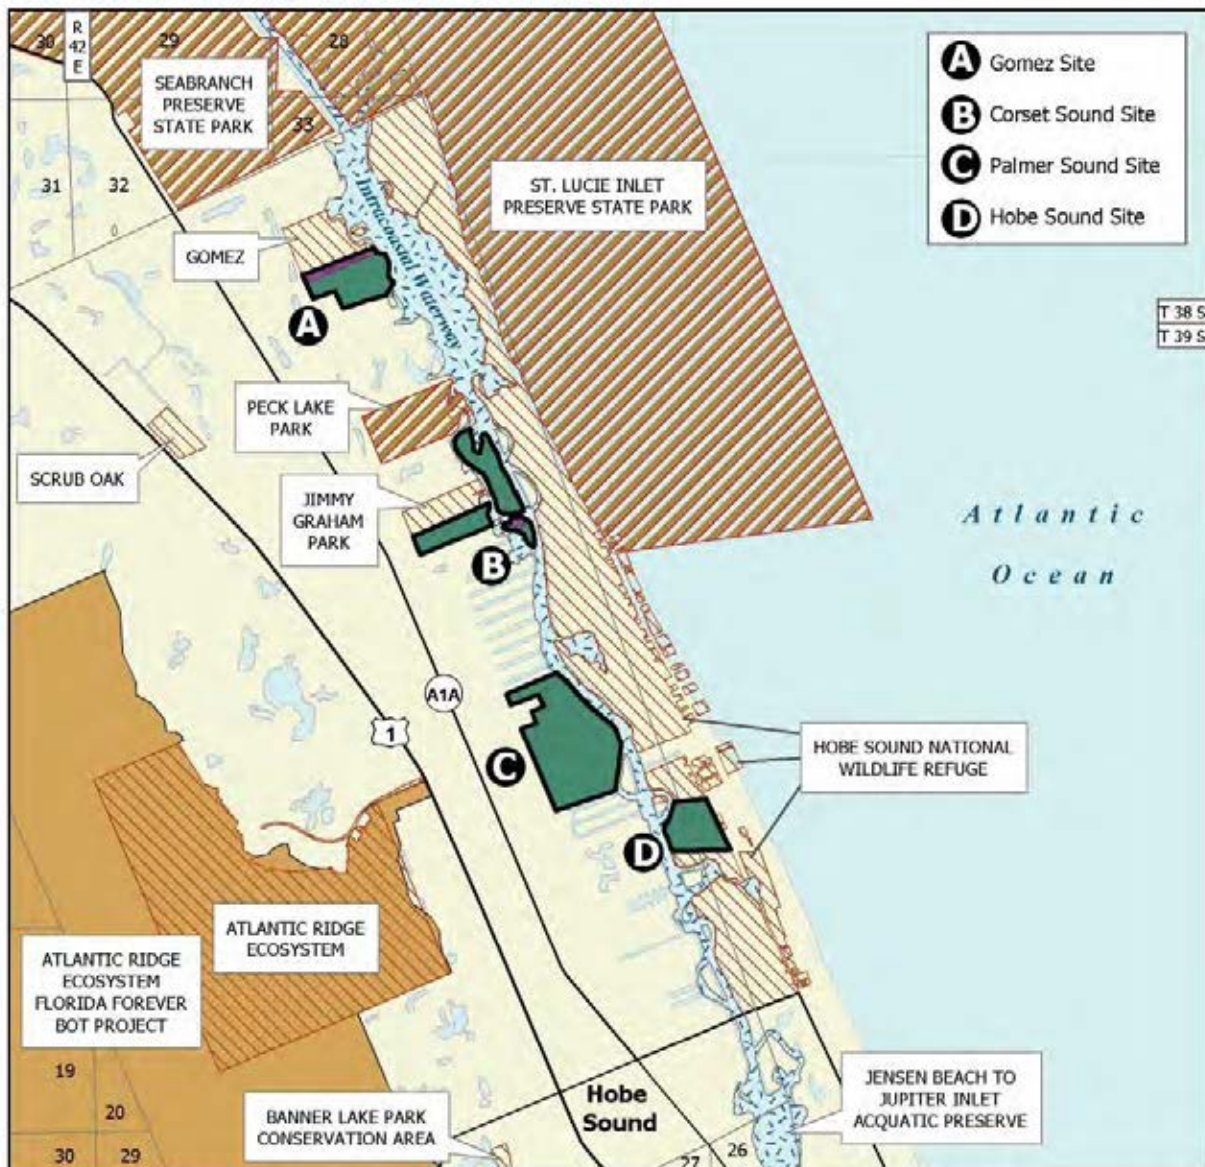 R
42
E
30
29
28
33
31
32
SEABRANCH
PRESERVE
STATE PARK
A Gomez Site
B Corset Sound Site
C Palmer Sound Site
D Hobe Sound Site
ST. LUCIE INLET
PRESERVE STATE PARK
Intracoastal Waterway
GOMEZ
A
T 38 S
T 39 S
PECK LAKE
PARK
SCRUB OAK
JIMMY
GRAHAM
PARK
B
Atlantic
Ocean
A1A
1
C
HOBE SOUND NATIONAL
WILDLIFE REFUGE
D
ATLANTIC RIDGE
ECOSYSTEM
ATLANTIC RIDGE
ECOSYSTEM
FLORIDA FOREVER
BOT PROJECT
19
20
30
29
BANNER LAKE PARK
CONSERVATION AREA
Hobe
Sound
JENSEN BEACH TO
JUPITER INLET
ACQUATIC PRESERVE
27
26